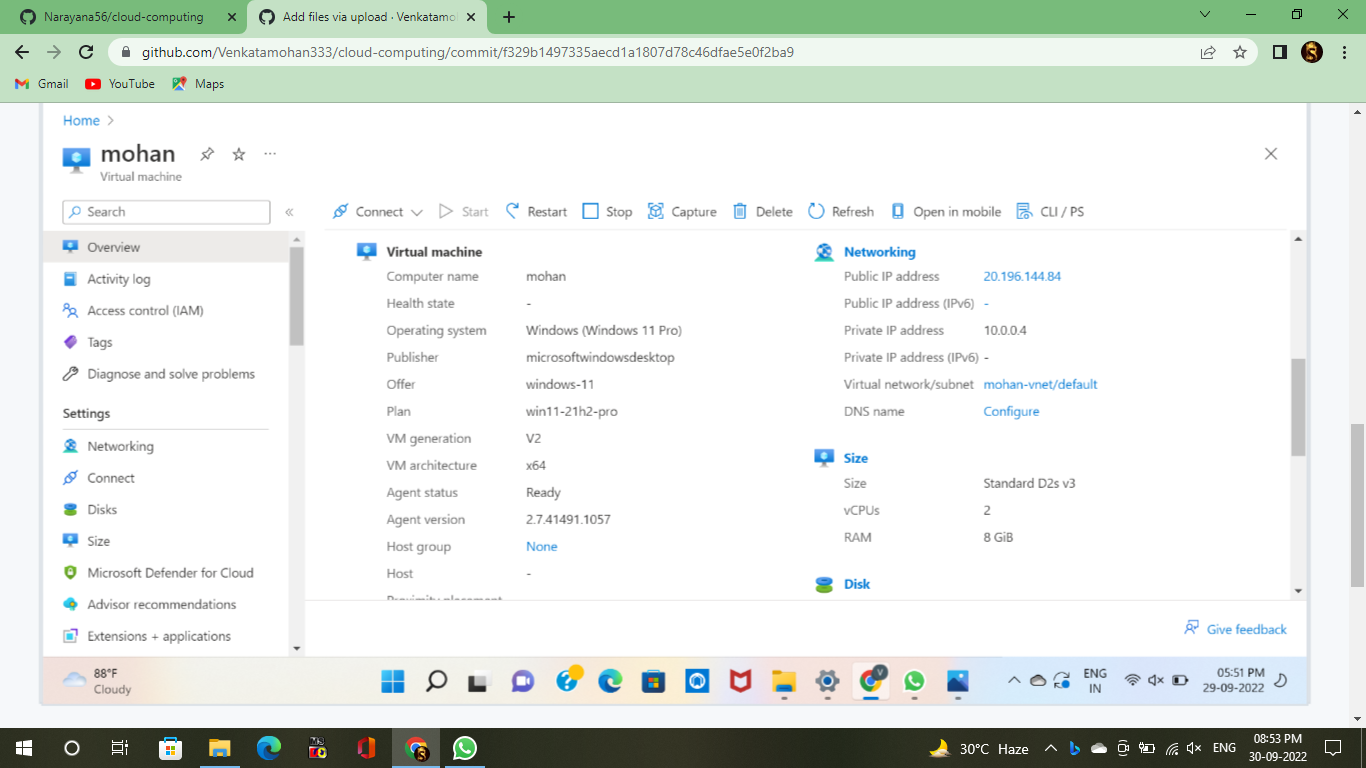 Narayana56/cloud-computing
Add files via upload · Venkatamo
github.com/Venkatamohan333/cloud-computing/commit/f329b1497335aecd1a1807d78c46dfae5e0f2ba9
Gmail
YouTube
Maps
Home
mohan
Virtual machine
Search
Connect
Start
Restart
Stop
Capture
Delete
Refresh
Open in mobile
CLI / PS
Overview
Activity log
Access control (IAM)
Tags
Diagnose and solve problems
Settings
Networking
Connect
Disks
Size
Microsoft Defender for Cloud
Advisor recommendations
Extensions + applications
Virtual machine
Computer name mohan
Health state -
Operating system Windows (Windows 11 Pro)
Publisher microsoftwindowsdesktop
Offer windows-11
Plan win11-21h2-pro
VM generation V2
VM architecture x64
Agent status Ready
Agent version 2.7.41491.1057
Host group None
Host -
Proximity placement
Networking
Public IP address 20.196.144.84
Public IP address (IPv6) -
Private IP address 10.0.0.4
Private IP address (IPv6) -
Virtual network/subnet mohan-vnet/default
DNS name Configure
Size
Size Standard D2s v3
vCPUs 2
RAM 8 GiB
Disk
Give feedback
88°F
Cloudy
V
ENG
IN
05:51 PM
29-09-2022
30°C Haze
ENG
08:53 PM
30-09-2022